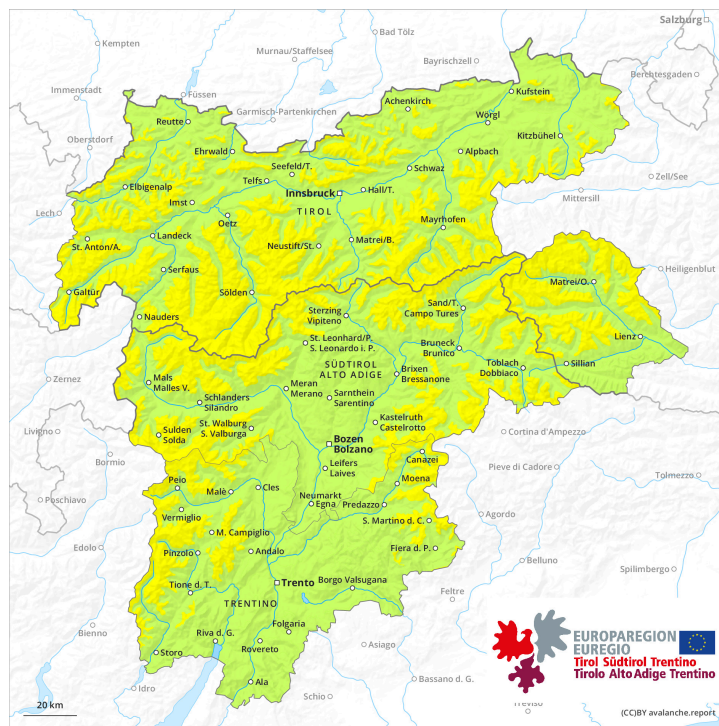 Salzburg
Bad Tölz
Kempten
Murnau/Staffelsee
Bayrischzell
Berchtesgaden
Immenstadt
Füssen
Achenkirch
Kufstein
Garmisch-Partenkirchen
Reutte
Wörgl
Oberstdorf
Kitzbühel
Ehrwald
Alpbach
Seefeld/T.
Schwaz
Zell/See
Telfs
Elbigenalp
Innsbruck
Hall/T.
Mittersill
Imst
TIROL
Lech
Oetz
Mayrhofen
Landeck
Neustift/St.
Matrei/B.
St. Anton/A.
Serfaus
Heiligenblut
Galtür
Sölden
Matrei/O.
Nauders
Sand/T.
Campo Tures
Sterzing
Vipiteno
St. Leonhard/P.
S. Leonardo i. P.
Bruneck
Brunico
Lienz
Toblach
Dobbiaco
Sillian
SÜDTIROL
ALTO ADIGE
Brixen
Bressanone
Zernez
Mals
Malles V.
Meran
Merano
Schlanders
Silandro
Sarnthein
Sarentino
St. Walburg
S. Valburga
Kastelruth
Castelrotto
Livigno
Sulden
Solda
Cortina d'Ampezzo
Bozen
Bolzano
Bormio
Canazei
Pieve di Cadore
Leifers
Laives
Tolmezzo
Peio
Malè
Cles
Moena
Poschiavo
Neumarkt
Egna
Predazzo
Vermiglio
Agordo
S. Martino d. C.
M. Campiglio
Edolo
Pinzolo
Andalo
Fiera d. P.
Belluno
Spilimbergo
Trento
Borgo Valsugana
Tione d. T.
Feltre
TRENTINO
Folgaria
Bienno
Riva d. G.
Rovereto
Asiago
Storo
Bassano d. G.
Idro
Ala
Schio
Treviso
20 km
EUROPAREGION
EUREGIO
Tirol Südtirol Trentino
Tirolo Alto Adige Trentino
(CC)BY avalanche.report